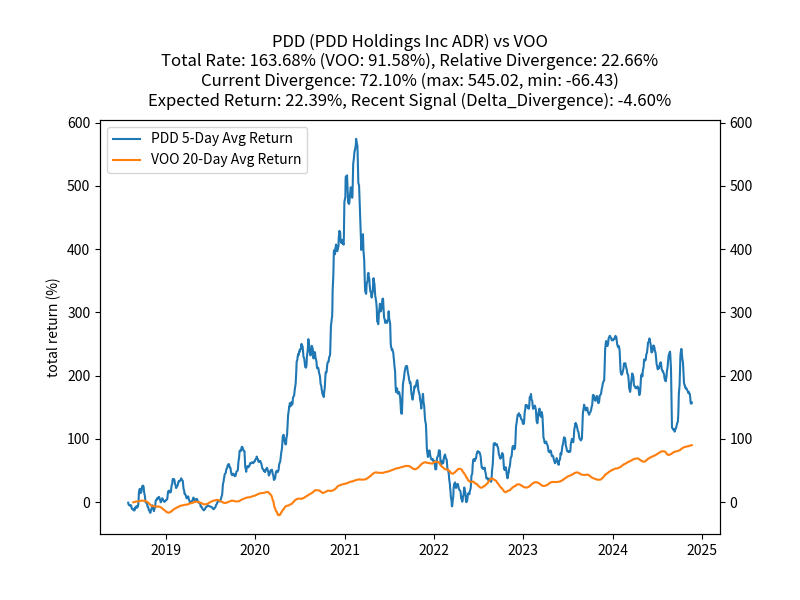 PDD (PDD Holdings Inc ADR) vs VOO
Total Rate: 163.68% (VOO: 91.58%), Relative Divergence: 22.66%
Current Divergence: 72.10% (max: 545.02, min: -66.43)
Expected Return: 22.39%, Recent Signal (Delta_Divergence): -4.60%
PDD 5-Day Avg Return
VOO 20-Day Avg Return
total return (%)
600 600
500 500
400 400
300 300
200 200
100 100
0 0
2019 2020 2021 2022 2023 2024 2025